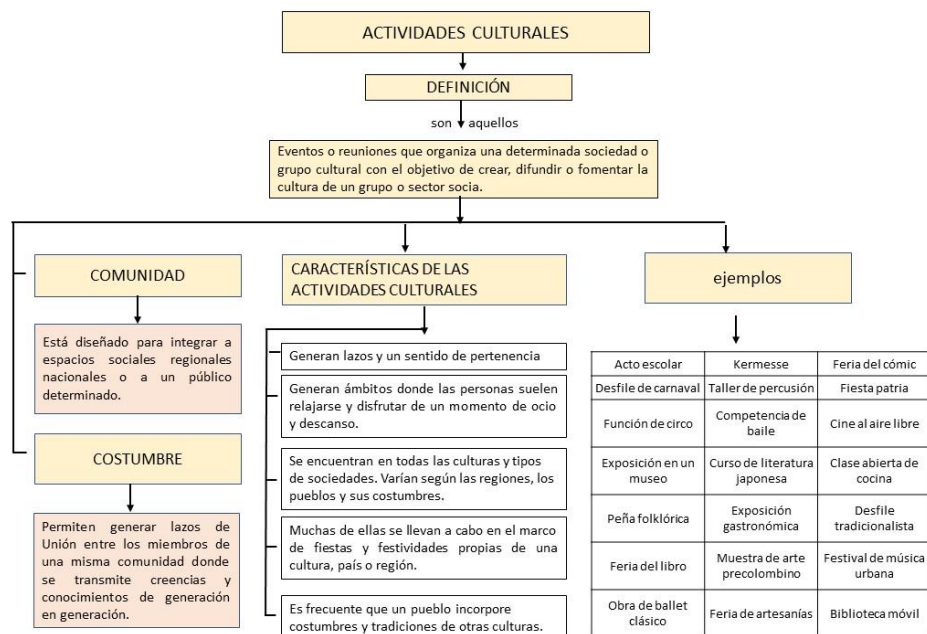 ACTIVIDADES CULTURALES
DEFINICIÓN
son aquellos
Eventos o reuniones que organiza una determinada sociedad o
grupo cultural con el objetivo de crear, difundir o fomentar la
cultura de un grupo o sector socia.
COMUNIDAD
Está diseñado para integrar a
espacios sociales regionales
nacionales o a un público
determinado.
COSTUMBRE
Permiten generar lazos de
Unión entre los miembros de
una misma comunidad donde
se transmite creencias y
conocimientos de generación
en generación.
CARACTERÍSTICAS DE LAS
ACTIVIDADES CULTURALES
Generan lazos y un sentido de pertenencia
Generan ámbitos donde las personas suelen
relajarse y disfrutar de un momento de ocio
y descanso.
Se encuentran en todas las culturas y tipos
de sociedades. Varían según las regiones, los
pueblos y sus costumbres.
Muchas de ellas se llevan a cabo en el marco
de fiestas y festividades propias de una
cultura, país o región.
Es frecuente que un pueblo incorpore
costumbres y tradiciones de otras culturas.
ejemplos
Acto escolar Kermesse Feria del cómic
Desfile de carnaval Taller de percusión Fiesta patria
Función de circo Competencia de baile Cine al aire libre
Exposición en un museo Curso de literatura japonesa Clase abierta de cocina
Peña folklórica Exposición gastronómica Desfile tradicionalista
Feria del libro Muestra de arte precolombino Festival de música urbana
Obra de ballet clásico Feria de artesanías Biblioteca móvil